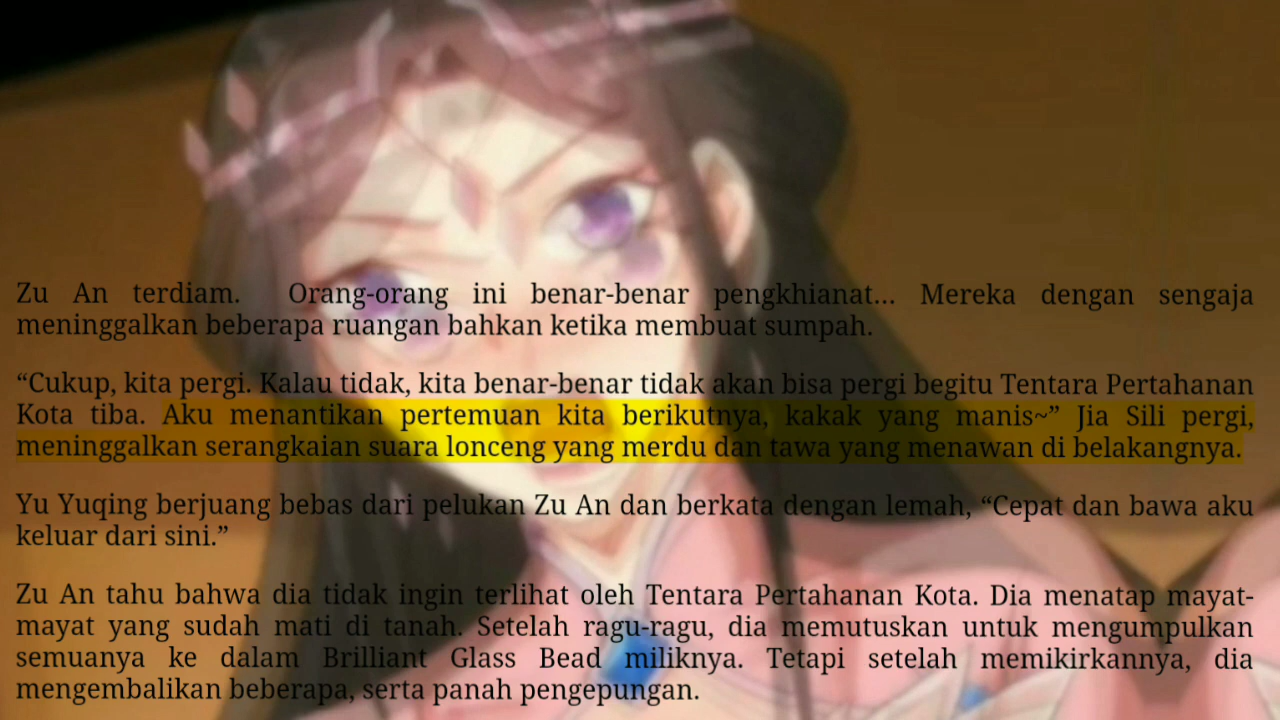 Zu An terdiam. Orang-orang ini benar-benar pengkhianat... Mereka dengan sengaja
meninggalkan beberapa ruangan bahkan ketika membuat sumpah.
“Cukup, kita pergi. Kalau tidak, kita benar-benar tidak akan bisa pergi begitu Tentara Pertahanan
Kota tiba. Aku menantikan pertemuan kita berikutnya, kakak yang manis~” Jia Sili pergi,
meninggalkan serangkaian suara lonceng yang merdu dan tawa yang menawan di belakangnya.
Yu Yuqing berjuang bebas dari pelukan Zu An dan berkata dengan lemah, “Cepat dan bawa aku
keluar dari sini.”
Zu An tahu bahwa dia tidak ingin terlihat oleh Tentara Pertahanan Kota. Dia menatap mayat-
mayat yang sudah mati di tanah. Setelah ragu-ragu, dia memutuskan untuk mengumpulkan
semuanya ke dalam Brilliant Glass Bead miliknya. Tetapi setelah memikirkannya, dia
mengembalikan beberapa, serta panah pengepungan.